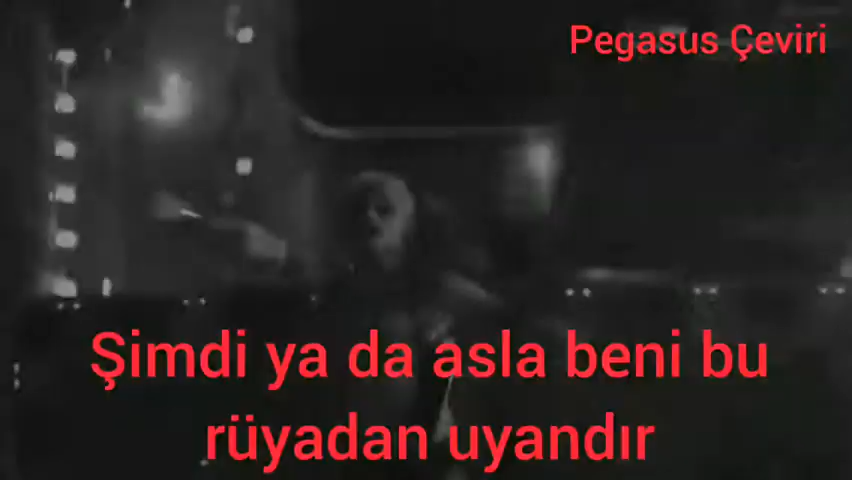 Pegasus Çeviri
Şimdi ya da asla beni bu
rüyadan uyandır